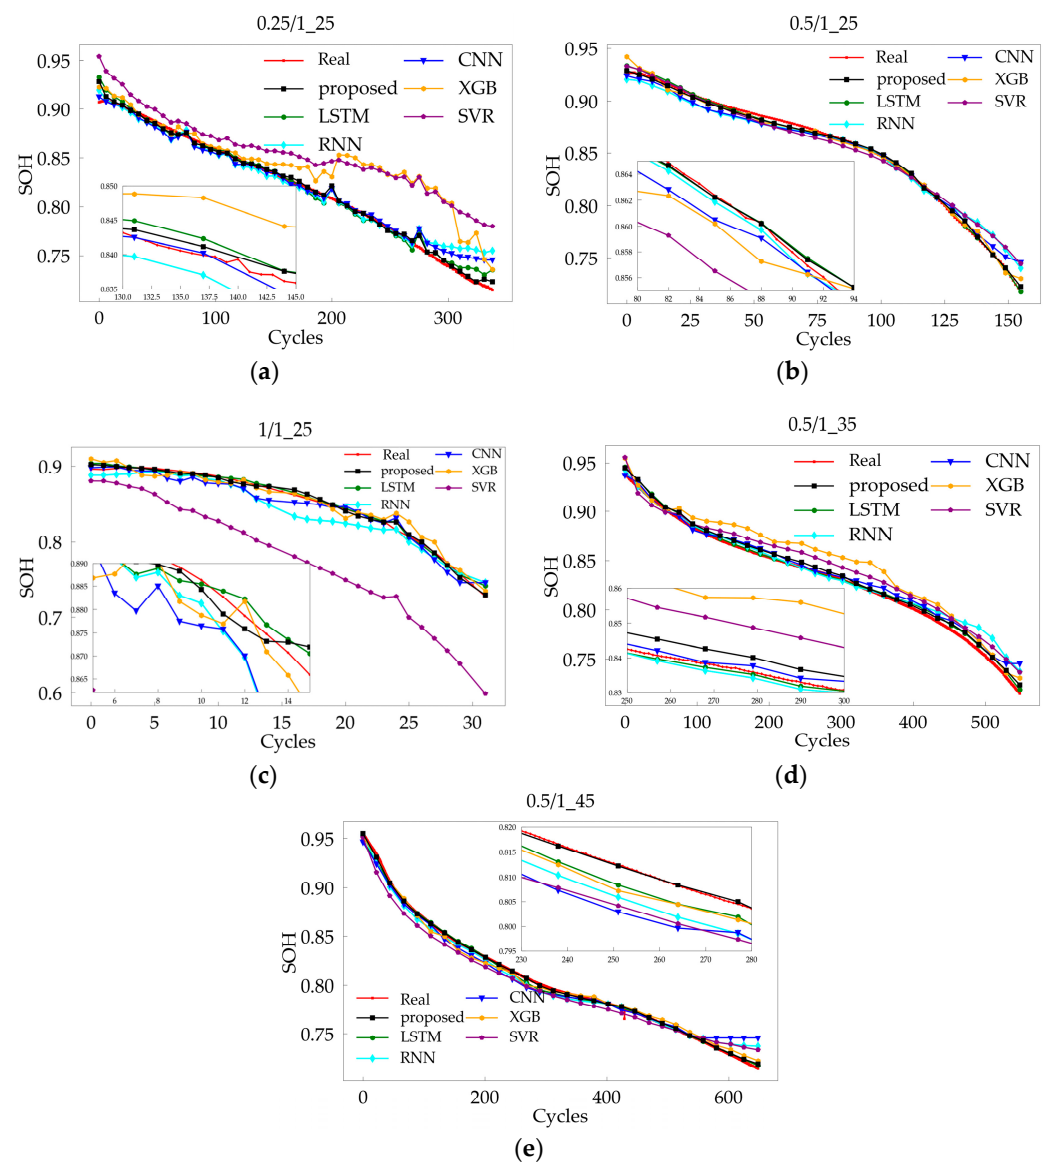 0.25/1_25
0.95
0.90
0.85
0.80
0.75
SOH
Real
proposed
LSTM
RNN
CNN
XGB
SVR
0.850
0.845
0.840
0.835
130.0 132.5 135.0 137.5 140.0 142.5 145.0
0 100 200 300
Cycles
(a)
0.5/1_25
0.95
0.90
0.85
0.80
0.75
SOH
Real
proposed
LSTM
RNN
CNN
XGB
SVR
0.864
0.862
0.860
0.858
0.856
80 82 84 86 88 90 92 94
0 25 50 75 100 125 150
Cycles
(b)
1/1_25
0.9
0.8
0.7
0.6
SOH
Real
proposed
LSTM
RNN
CNN
XGB
SVR
0.890
0.885
0.880
0.875
0.870
0.865
6 8 10 12 14
0 5 10 15 20 25 30
Cycles
(c)
0.5/1_35
0.95
0.90
0.85
0.80
0.75
SOH
Real
proposed
LSTM
RNN
CNN
XGB
SVR
0.86
0.85
0.84
0.83
250 260 270 280 290 300
0 100 200 300 400 500
Cycles
(d)
0.5/1_45
0.95
0.90
0.85
0.80
0.75
SOH
0.820
0.815
0.810
0.805
0.800
0.795
230 240 250 260 270 280
Real
proposed
LSTM
RNN
CNN
XGB
SVR
0 200 400 600
Cycles
(e)